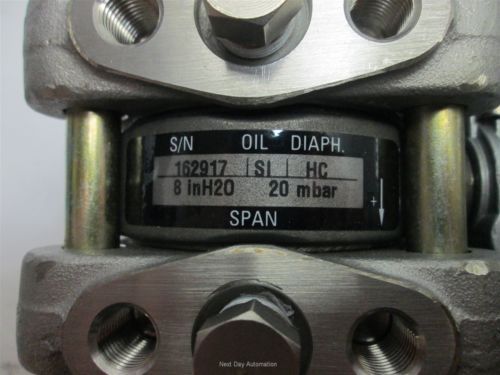 S/N OIL DIAPH.
162917 SI HC
8 inH2O 20 mbar
+
SPAN
Next Day Automation